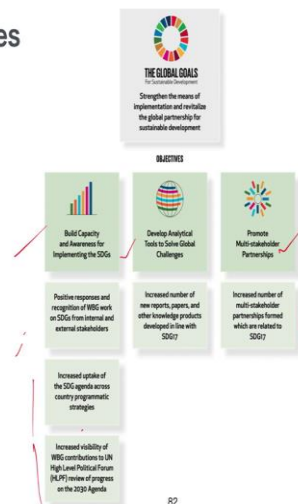 es
THE GLOBAL GOALS
For Sustainable Development
Strengthen the means of
implementation and revitalize
the global partnership for
sustainable development
OBJECTIVES
Build Capacity
and Awareness for
Implementing the SDGs
Develop Analytical
Tools to Solve Global
Challenges
Promote
Multi-stakeholder
Partnerships
Positive responses and
recognition of WBG work
on SDGs from internal and
external stakeholders
Increased number of
new reports, papers, and
other knowledge products
developed in line with
SDG17
Increased number of
multi-stakeholder
partnerships formed
which are related to
SDG17
Increased uptake of
the SDG agenda across
country programmatic
strategies
Increased visibility of
WBG contributions to UN
High Level Political Forum
(HLPF) review of progress
on the 2030 Agenda
82